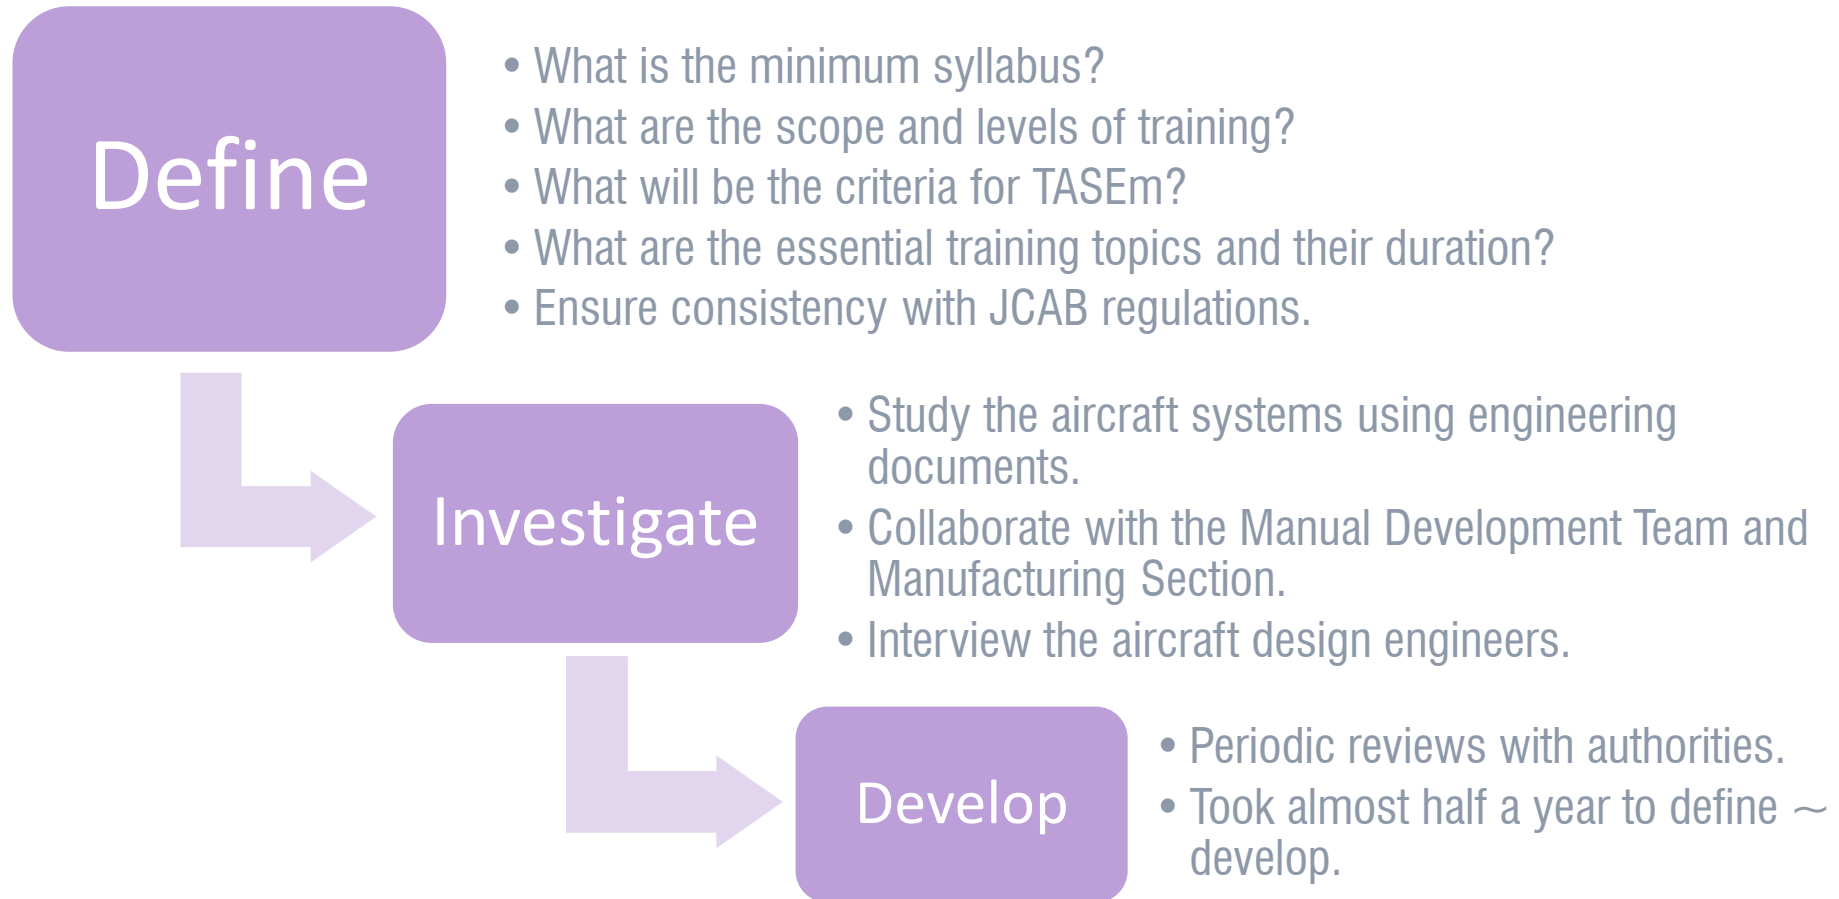 Define
• What is the minimum syllabus?
• What are the scope and levels of training?
• What will be the criteria for TASEm?
• What are the essential training topics and their duration?
• Ensure consistency with JCAB regulations.
Investigate
• Study the aircraft systems using engineering
documents.
• Collaborate with the Manual Development Team and
Manufacturing Section.
• Interview the aircraft design engineers.
Develop
• Periodic reviews with authorities.
• Took almost half a year to define ~
develop.